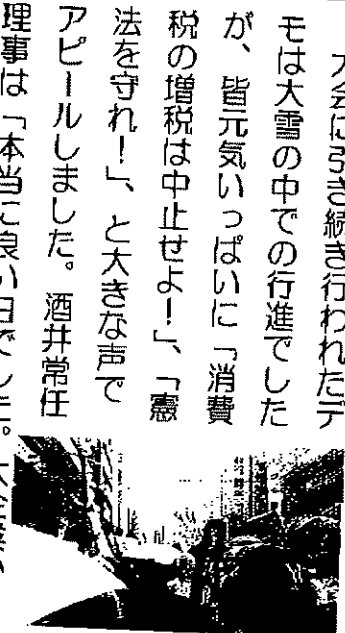 大会に引き続き行われたデ
モは大雪の中での行進でした
が、皆元気いっぱいに「消費
税の増税は中止せよ！」、「憲
法を守れ！」、と大きな声で
アピールしました。酒井常任
理事は「本当に良い日でした。